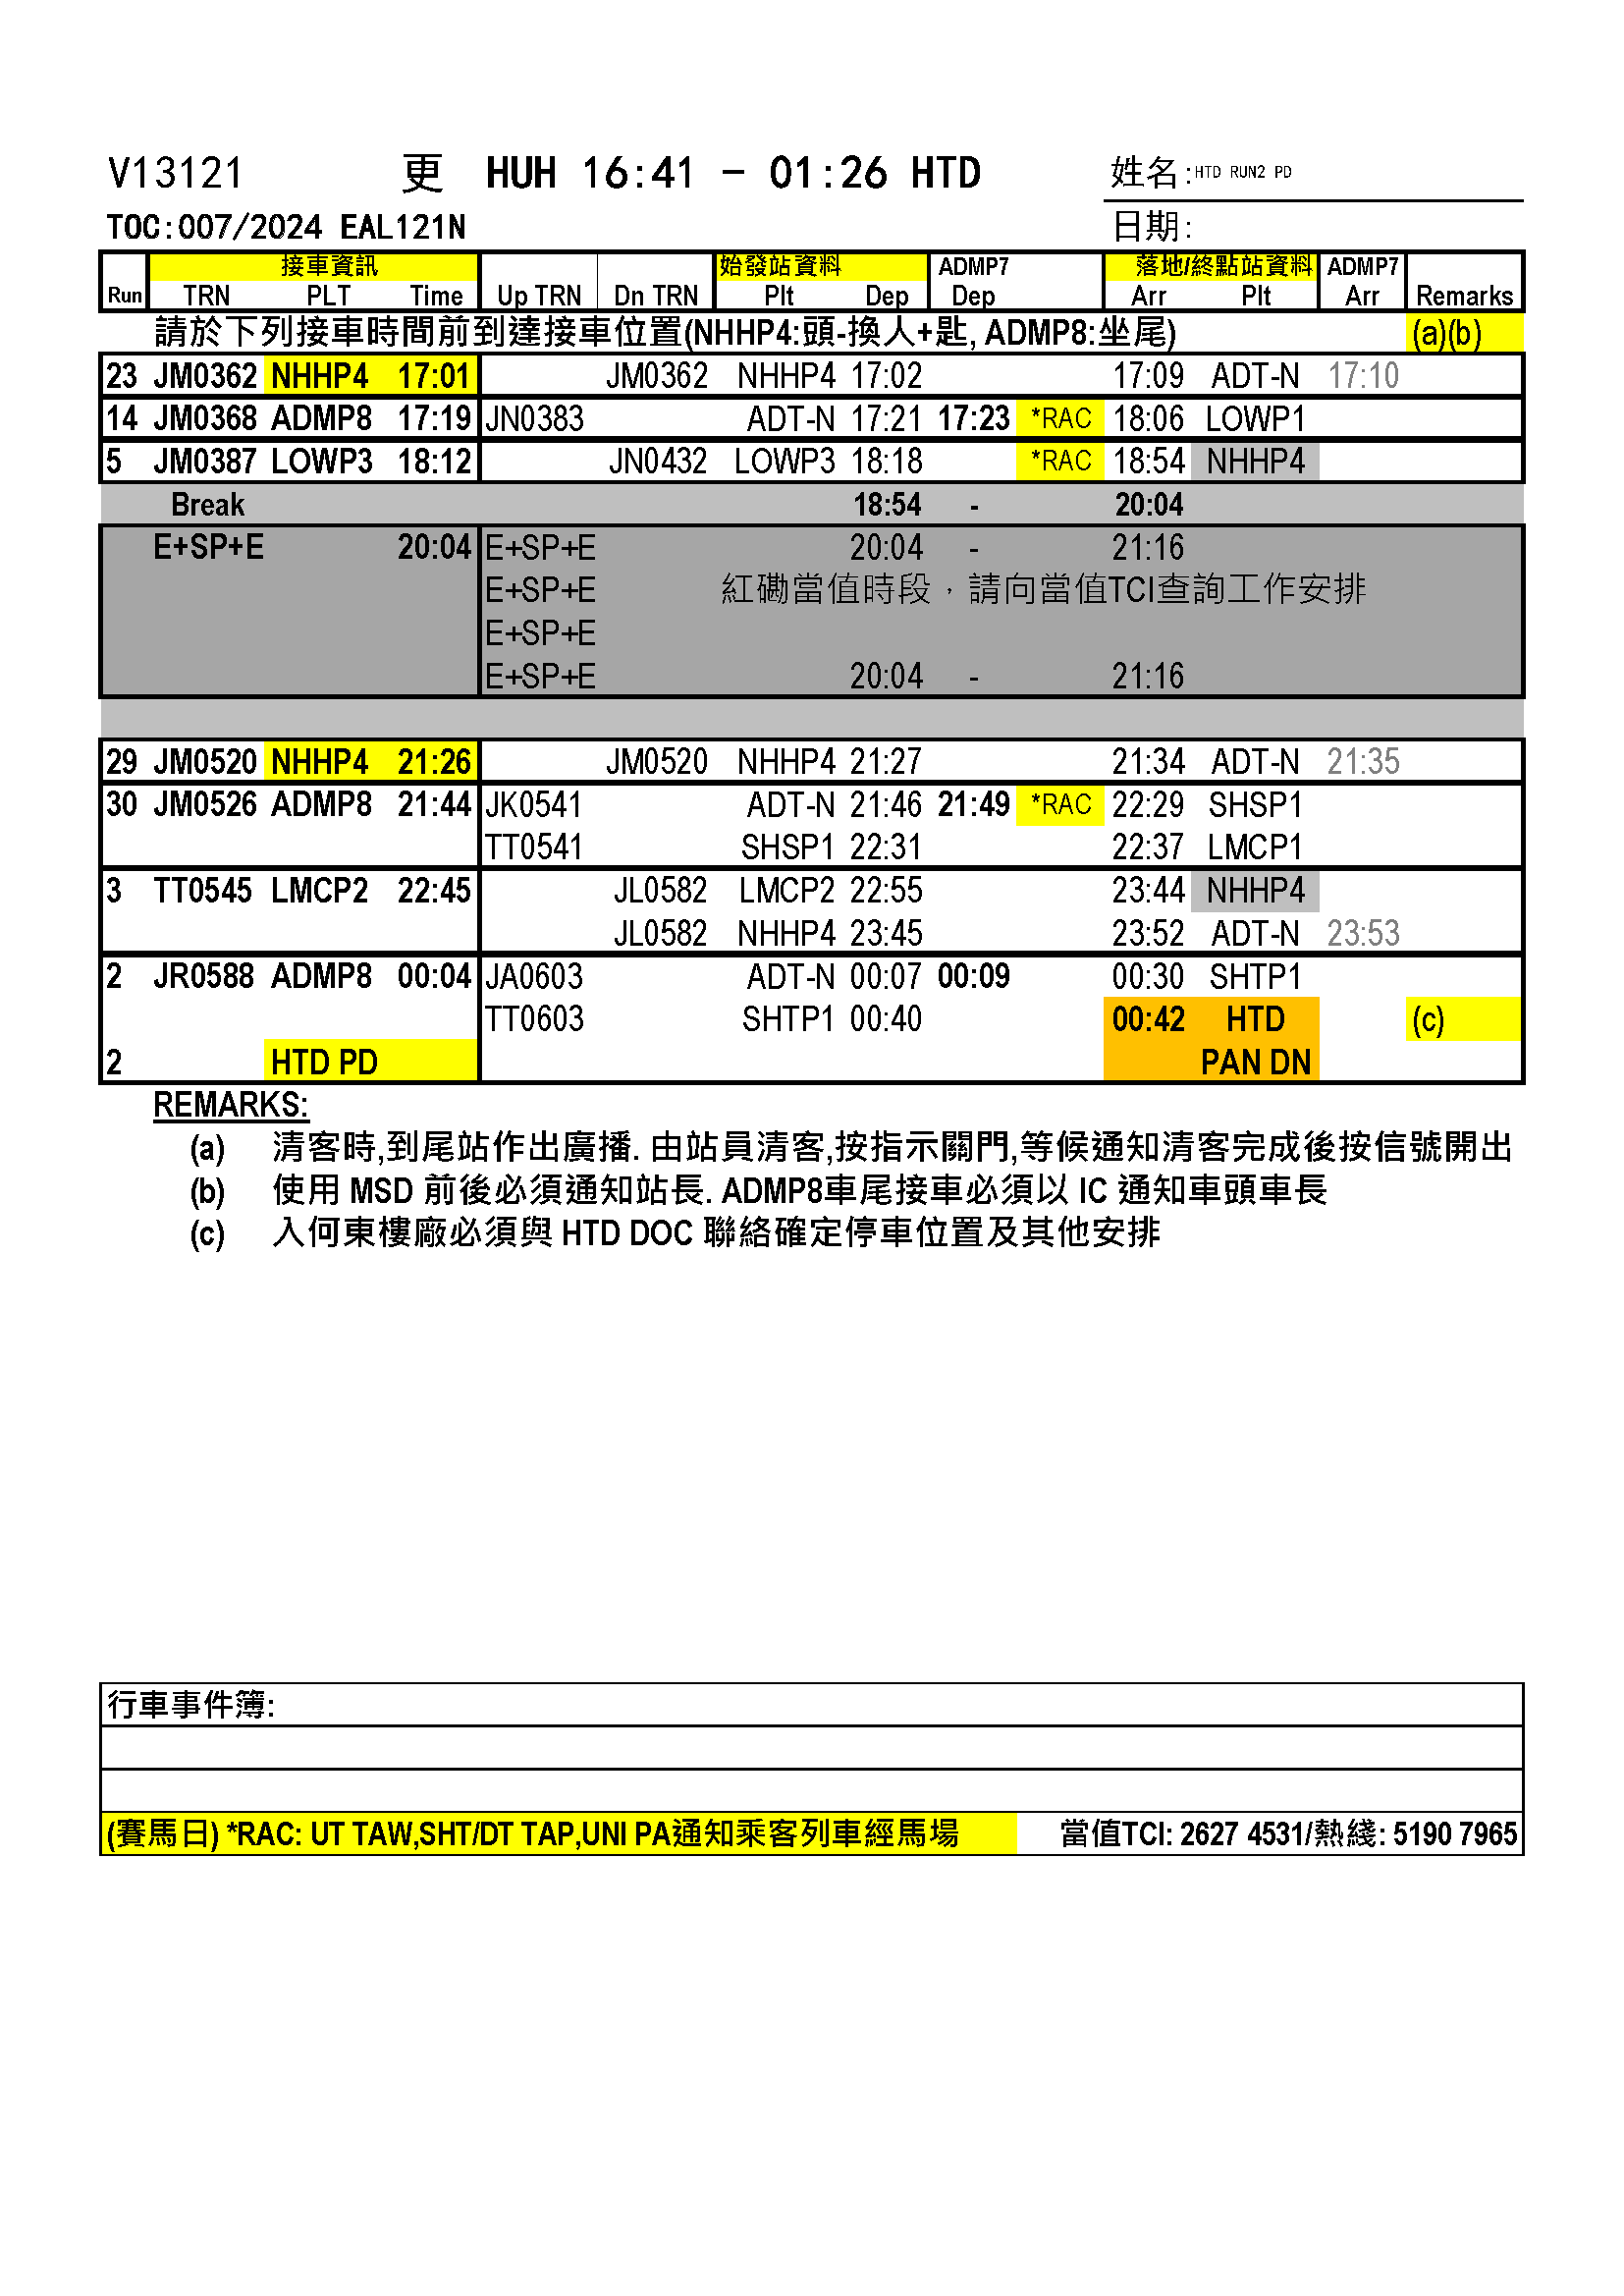 V13121 更 HUH 16:41 - 01:26 HTD 姓名:HTD RUN2 PD
TOC:007/2024 EAL121N 日期:
接車資訊 始發站資料 ADMP7 落地/終點站資料 ADMP7
Run TRN PLT Time Up TRN Dn TRN Plt Dep Dep Arr Plt Arr Remarks
請於下列接車時間前到達接車位置(NHHP4:頭-換人+匙, ADMP8:坐尾) (a)(b)
23 JM0362 NHHP4 17:01 JM0362 NHHP4 17:02 17:09 ADT-N 17:10
14 JM0368 ADMP8 17:19 JN0383 ADT-N 17:21 17:23 *RAC 18:06 LOWP1
5 JM0387 LOWP3 18:12 JN0432 LOWP3 18:18 *RAC 18:54 NHHP4
Break 18:54 - 20:04
E+SP+E 20:04 E+SP+E 20:04 - 21:16
E+SP+E 紅磡當值時段，請向當值TCI查詢工作安排
E+SP+E
E+SP+E 20:04 - 21:16
29 JM0520 NHHP4 21:26 JM0520 NHHP4 21:27 21:34 ADT-N 21:35
30 JM0526 ADMP8 21:44 JK0541 ADT-N 21:46 21:49 *RAC 22:29 SHSP1
TT0541 SHSP1 22:31 22:37 LMCP1
3 TT0545 LMCP2 22:45 JL0582 LMCP2 22:55 23:44 NHHP4
JL0582 NHHP4 23:45 23:52 ADT-N 23:53
2 JR0588 ADMP8 00:04 JA0603 ADT-N 00:07 00:09 00:30 SHTP1
TT0603 SHTP1 00:40 00:42 HTD (c)
2 HTD PD PAN DN
REMARKS:
(a) 清客時,到尾站作出廣播. 由站員清客,按指示關門,等候通知清客完成後按信號開出
(b) 使用 MSD 前後必須通知站長. ADMP8車尾接車必須以 IC 通知車頭車長
(c) 入何東樓廠必須與 HTD DOC 聯絡確定停車位置及其他安排
行車事件簿:
(賽馬日) *RAC: UT TAW,SHT/DT TAP,UNI PA通知乘客列車經馬場 當值TCI: 2627 4531/熱綫: 5190 7965